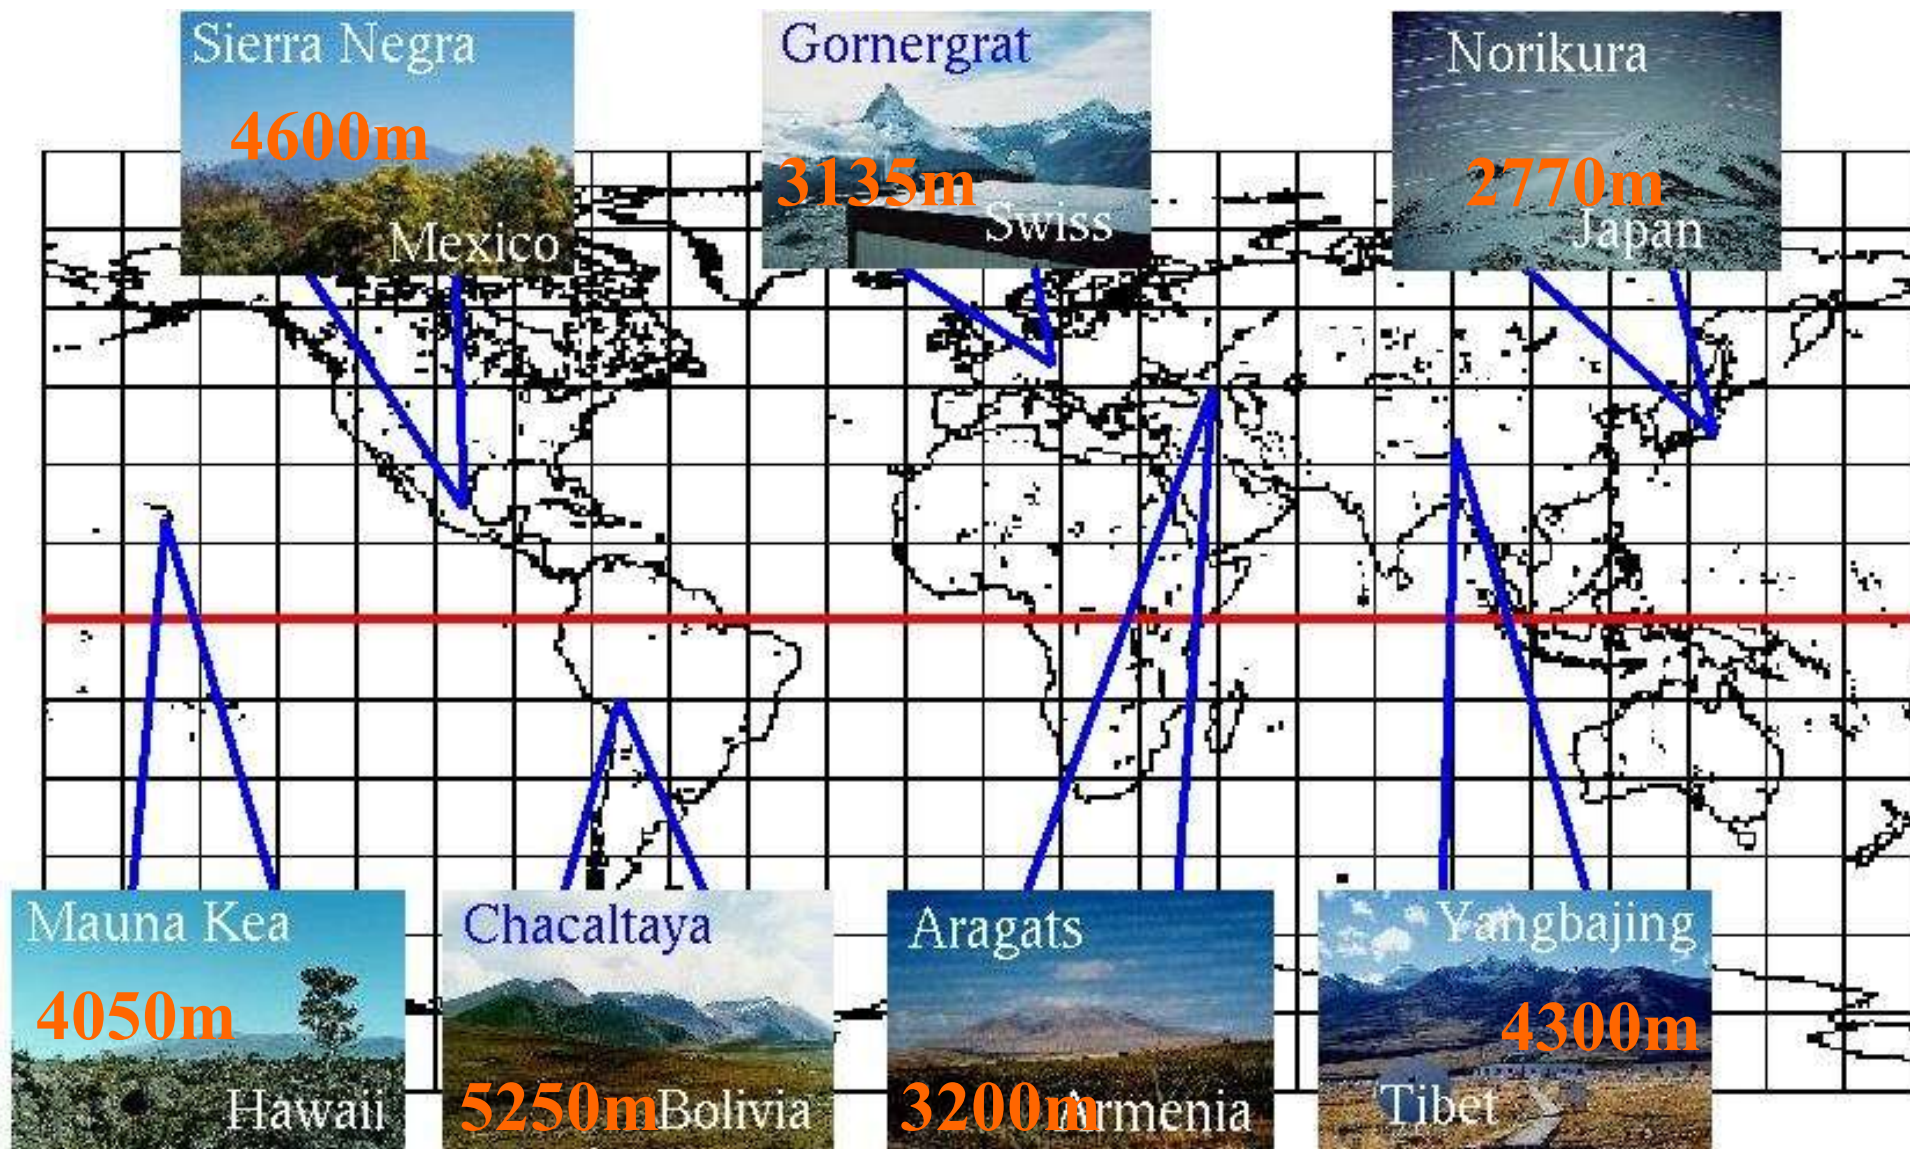 Sierra Negra
4600m
Mexico
Gornergrat
3135m
Swiss
Norikura
2770m
Japan
Mauna Kea
4050m
Hawaii
Chacaltaya
5250m
Bolivia
Aragats
3200m
Armenia
Yangbajing
4300m
Tibet